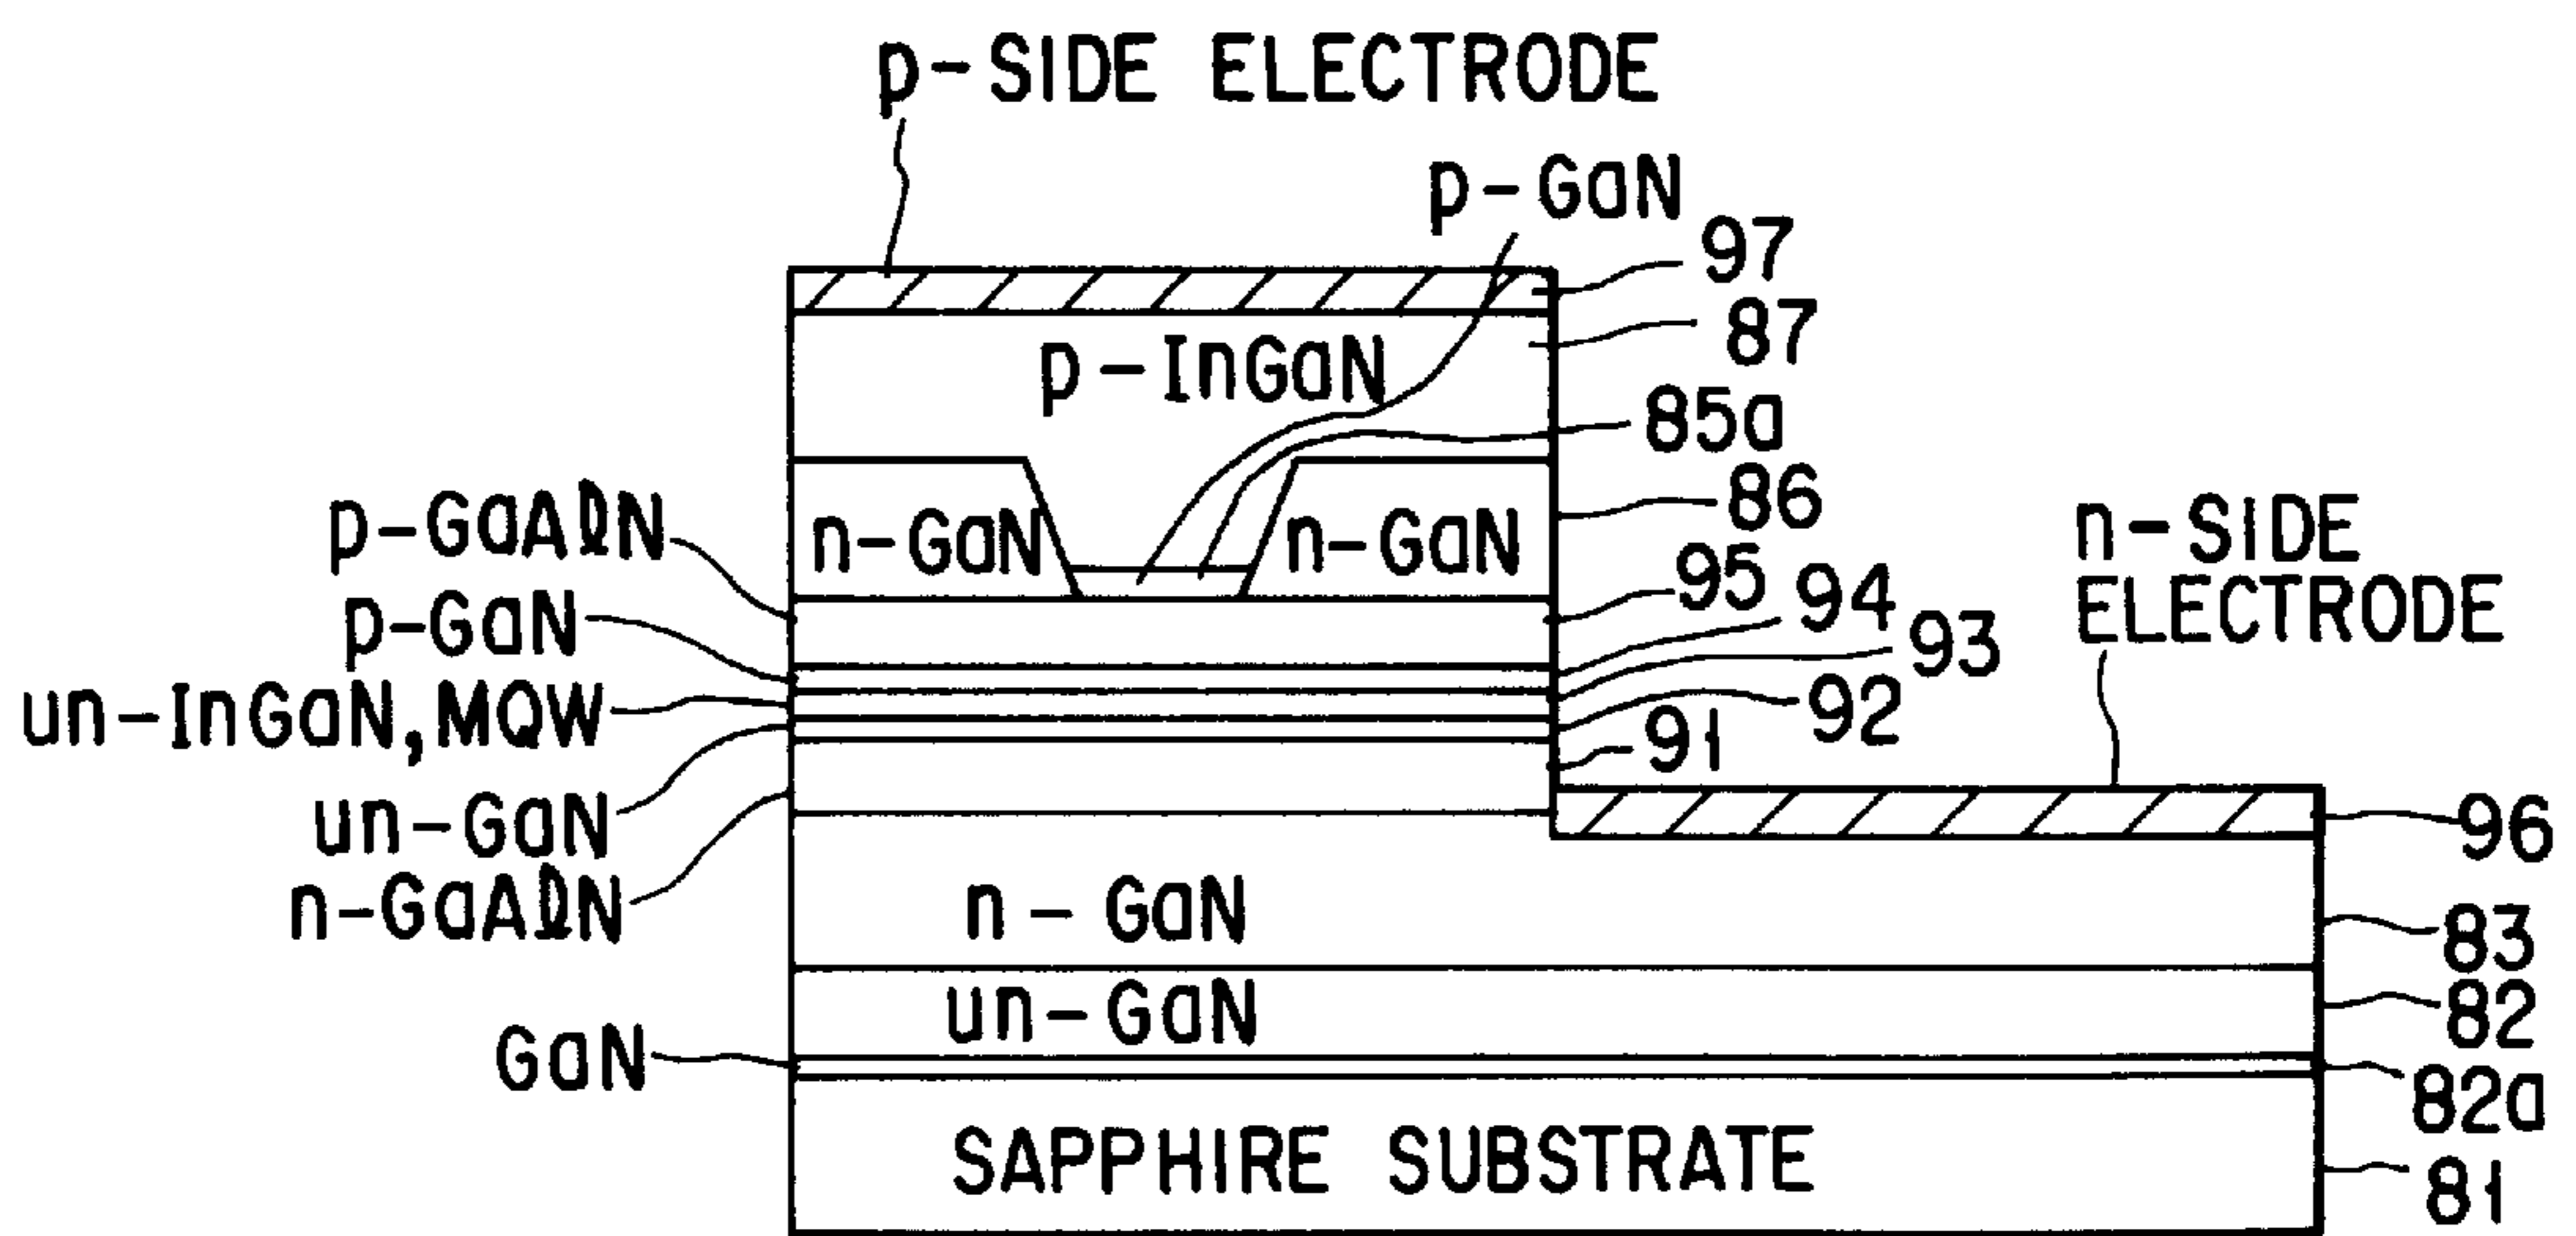 p-SIDE ELECTRODE
p-GaN
97
87
p-InGaN
85a
86
p-GaAlN
n-GaN
n-GaN
n-SIDE
ELECTRODE
95
94
p-GaN
93
un-InGaN,MQW
92
91
un-GaN
96
n-GaAlN
n-GaN
83
un-GaN
82
GaN
82a
SAPPHIRE SUBSTRATE
81